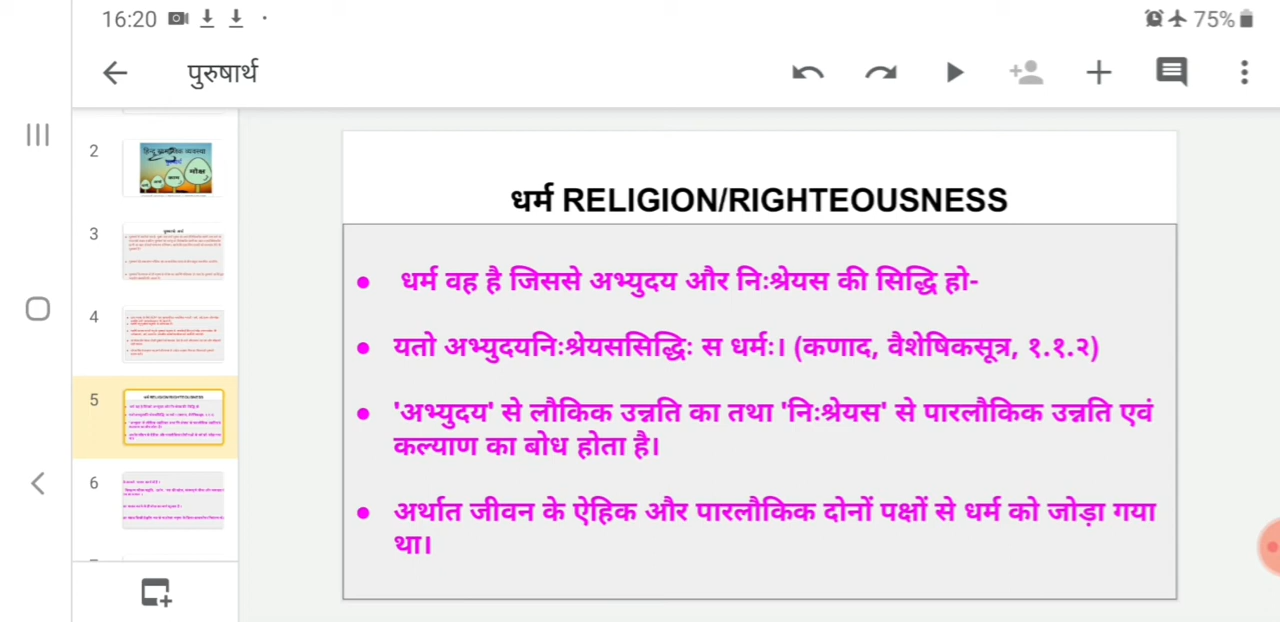 16:20
75%
पुरुषार्थ
2
3
4
5
6
धर्म RELIGION/RIGHTEOUSNESS
• धर्म वह है जिससे अभ्युदय और निःश्रेयस की सिद्धि हो-
• यतो अभ्युदयनिःश्रेयससिद्धिः स धर्मः। (कणाद, वैशेषिकसूत्र, १.१.२)
• 'अभ्युदय' से लौकिक उन्नति का तथा 'निःश्रेयस' से पारलौकिक उन्नति एवं
कल्याण का बोध होता है।
• अर्थात जीवन के ऐहिक और पारलौकिक दोनों पक्षों से धर्म को जोड़ा गया
था।